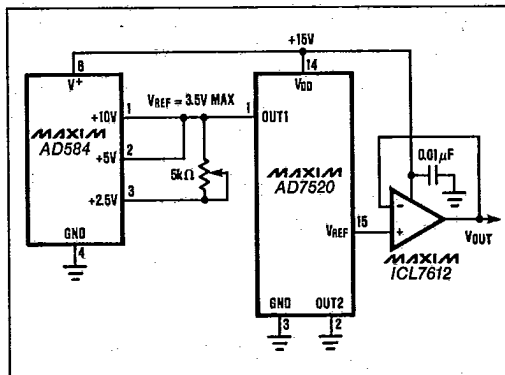 +15V
8
V+
14
VDD
+10V
1
VREF = 3.5V MAX
1
OUT1
MAXIM
AD584
+5V
2
MAXIM
AD7520
0.01µF
5kΩ
3
+2.5V
-
+
VREF
15
VOUT
GND
4
MAXIM
ICL7612
GND
OUT2
3
2